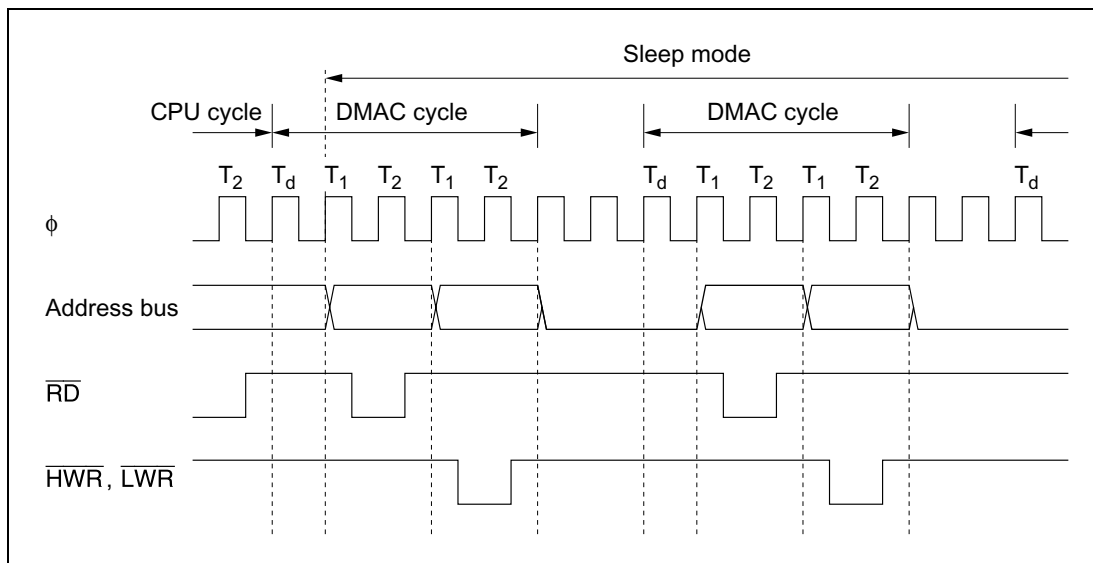 Sleep mode
CPU cycle DMAC cycle DMAC cycle
T2 Td T1 T2 T1 T2 Td T1 T2 T1 T2 Td
ϕ
Address bus
RD
HWR, LWR